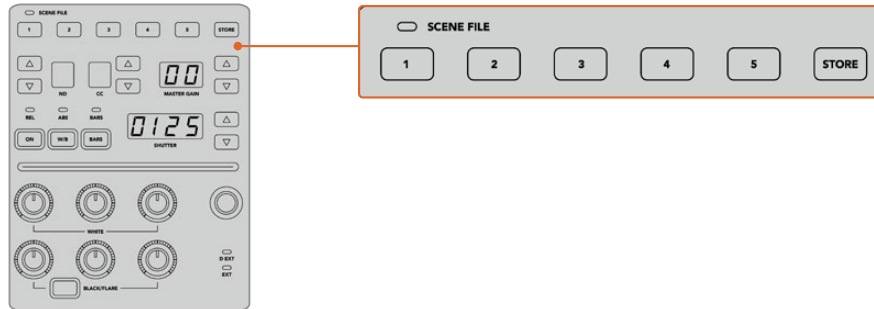 SCENE FILE
1 2 3 4 5 STORE
ND CC 00 MASTER GAIN
REL ABS BARS
ON W/B BARS
0125
SHUTTER
WHITE
D EXT
EXT
BLACK/FLARE
SCENE FILE
1 2 3 4 5 STORE